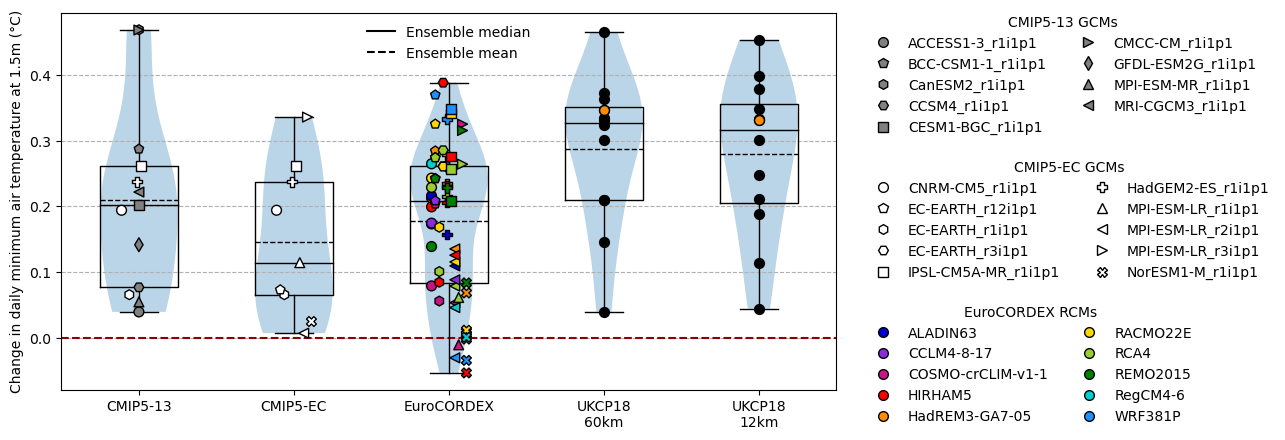 Change in daily minimum air temperature at 1.5m (°C)
0.4
0.3
0.2
0.1
0.0
Ensemble median
Ensemble mean
CMIP5-13
CMIP5-EC
EuroCORDEX
UKCP18
60km
UKCP18
12km
CMIP5-13 GCMs
ACCESS1-3_r1i1p1
BCC-CSM1-1_r1i1p1
CanESM2_r1i1p1
CCSM4_r1i1p1
CESM1-BGC_r1i1p1
CMCC-CM_r1i1p1
GFDL-ESM2G_r1i1p1
MPI-ESM-MR_r1i1p1
MRI-CGCM3_r1i1p1
CMIP5-EC GCMs
CNRM-CM5_r1i1p1
EC-EARTH_r12i1p1
EC-EARTH_r1i1p1
EC-EARTH_r3i1p1
IPSL-CM5A-MR_r1i1p1
HadGEM2-ES_r1i1p1
MPI-ESM-LR_r1i1p1
MPI-ESM-LR_r2i1p1
MPI-ESM-LR_r3i1p1
NorESM1-M_r1i1p1
EuroCORDEX RCMs
ALADIN63
CCLM4-8-17
COSMO-crCLIM-v1-1
HIRHAM5
HadREM3-GA7-05
RACMO22E
RCA4
REMO2015
RegCM4-6
WRF381P